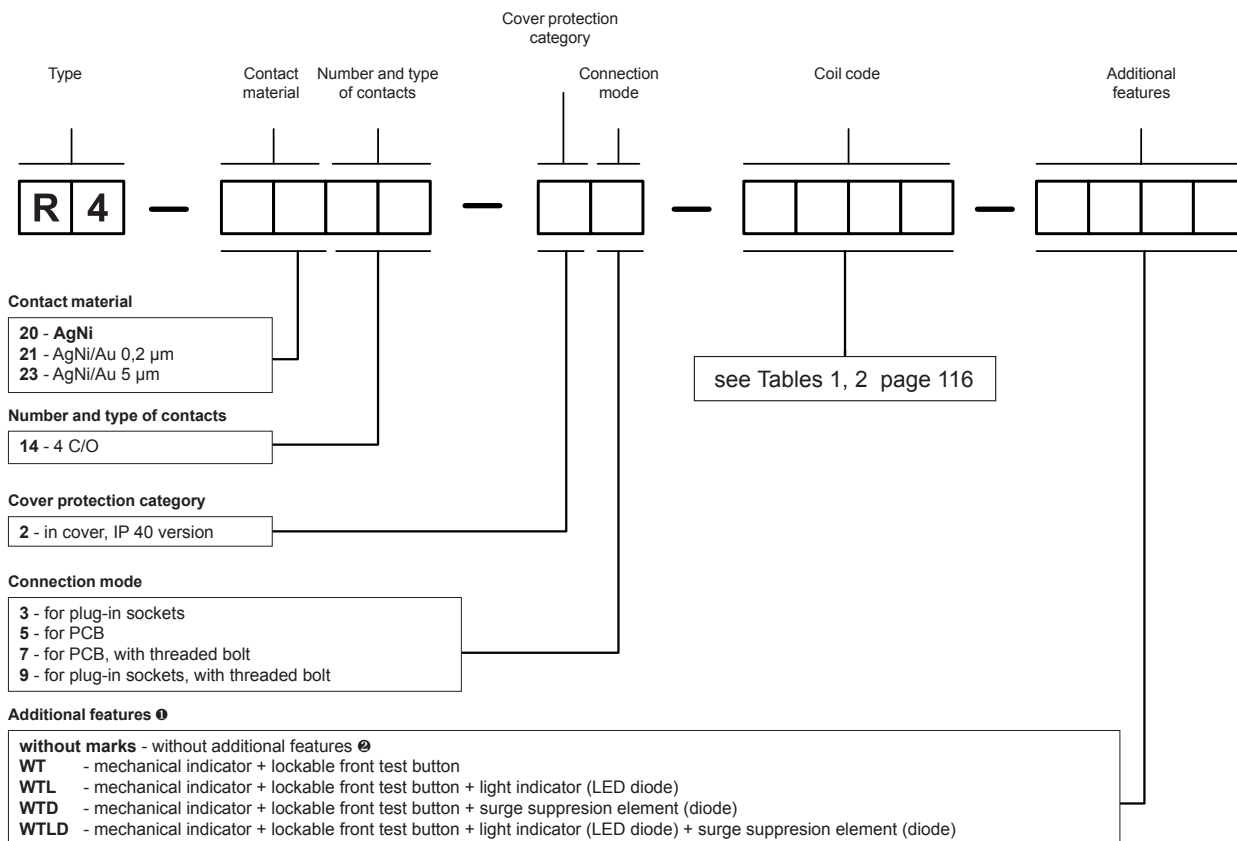 Cover protection
category
Type
Contact
material
Number and type
of contacts
Connection
mode
Coil code
Additional
features
R 4 — — — —
Contact material
20 - AgNi
21 - AgNi/Au 0,2 µm
23 - AgNi/Au 5 µm
see Tables 1, 2 page 116
Number and type of contacts
14 - 4 C/O
Cover protection category
2 - in cover, IP 40 version
Connection mode
3 - for plug-in sockets
5 - for PCB
7 - for PCB, with threaded bolt
9 - for plug-in sockets, with threaded bolt
Additional features ❶
without marks - without additional features ❷
WT - mechanical indicator + lockable front test button
WTL - mechanical indicator + lockable front test button + light indicator (LED diode)
WTD - mechanical indicator + lockable front test button + surge suppresion element (diode)
WTLD - mechanical indicator + lockable front test button + light indicator (LED diode) + surge suppresion element (diode)